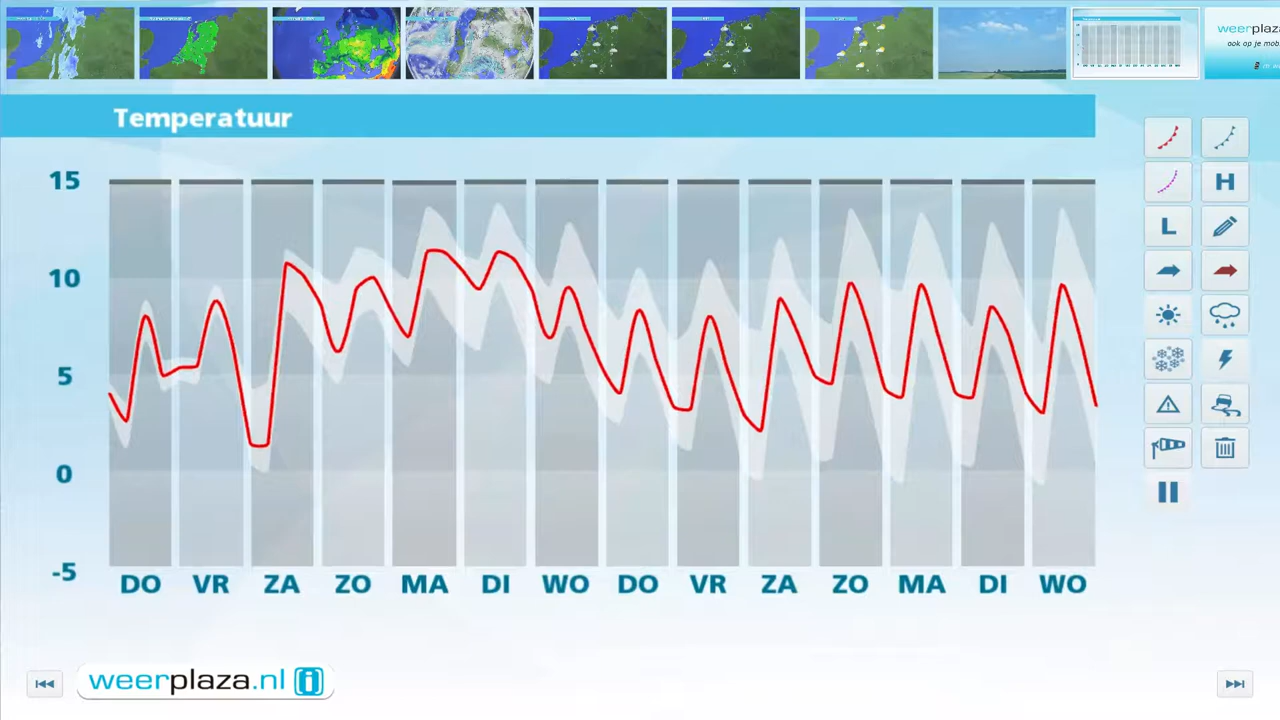 weerplaza
ook op je mob
Temperatuur
15
10
5
0
-5
DO VR ZA ZO MA DI WO DO VR ZA ZO MA DI WO
H
L
weerplaza.nl